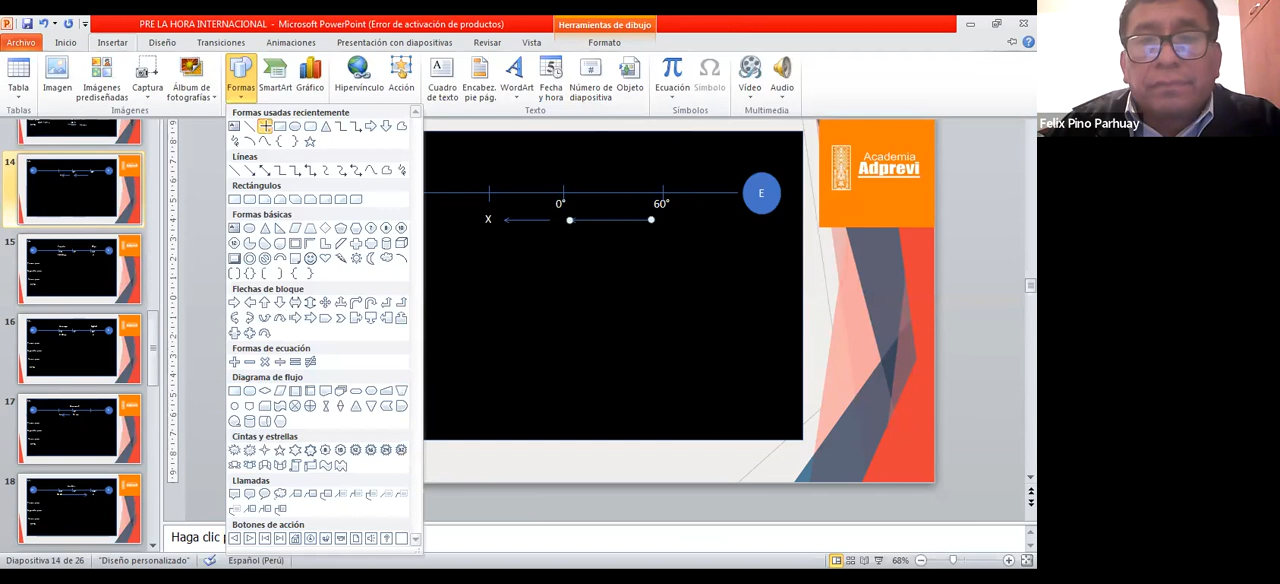 PRE LA HORA INTERNACIONAL - Microsoft PowerPoint (Error de activación de productos)
Herramientas de dibujo
Archivo
Inicio
Insertar
Diseño
Transiciones
Animaciones
Presentación con diapositivas
Revisar
Vista
Formato
Tabla
Imagen
Imágenes prediseñadas
Captura
Álbum de fotografías
Formas
SmartArt
Gráfico
Hipervínculo
Acción
Cuadro de texto
Encabez. pie pág.
WordArt
Fecha y hora
Número de diapositiva
Objeto
Ecuación
Símbolo
Vídeo
Audio
Tablas
Imágenes
Texto
Símbolos
Multimedia
Felix Pino Parhuay
Formas usadas recientemente
Líneas
Rectángulos
Formas básicas
Flechas de bloque
Formas de ecuación
Diagrama de flujo
Cintas y estrellas
Llamadas
Botones de acción
14
15
16
17
18
E
0°
60°
X
Academia
Adprevi
Haga clic p
Diapositiva 14 de 26
"Diseño personalizado"
Español (Perú)
68%